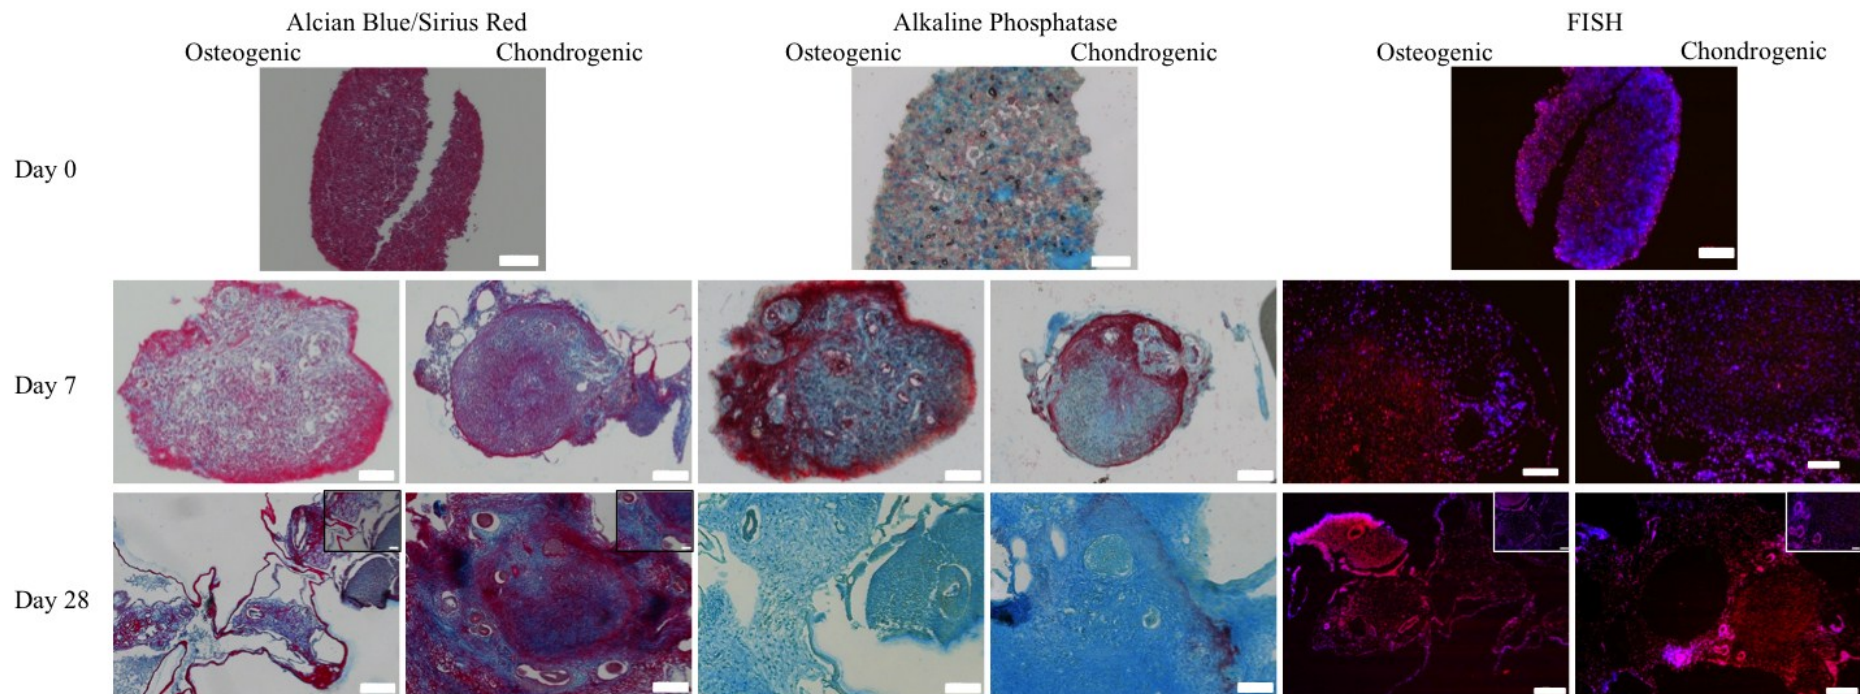 Alcian Blue/Sirius Red Alkaline Phosphatase FISH
Osteogenic Chondrogenic Osteogenic Chondrogenic Osteogenic Chondrogenic
Day 0
Day 7
Day 28